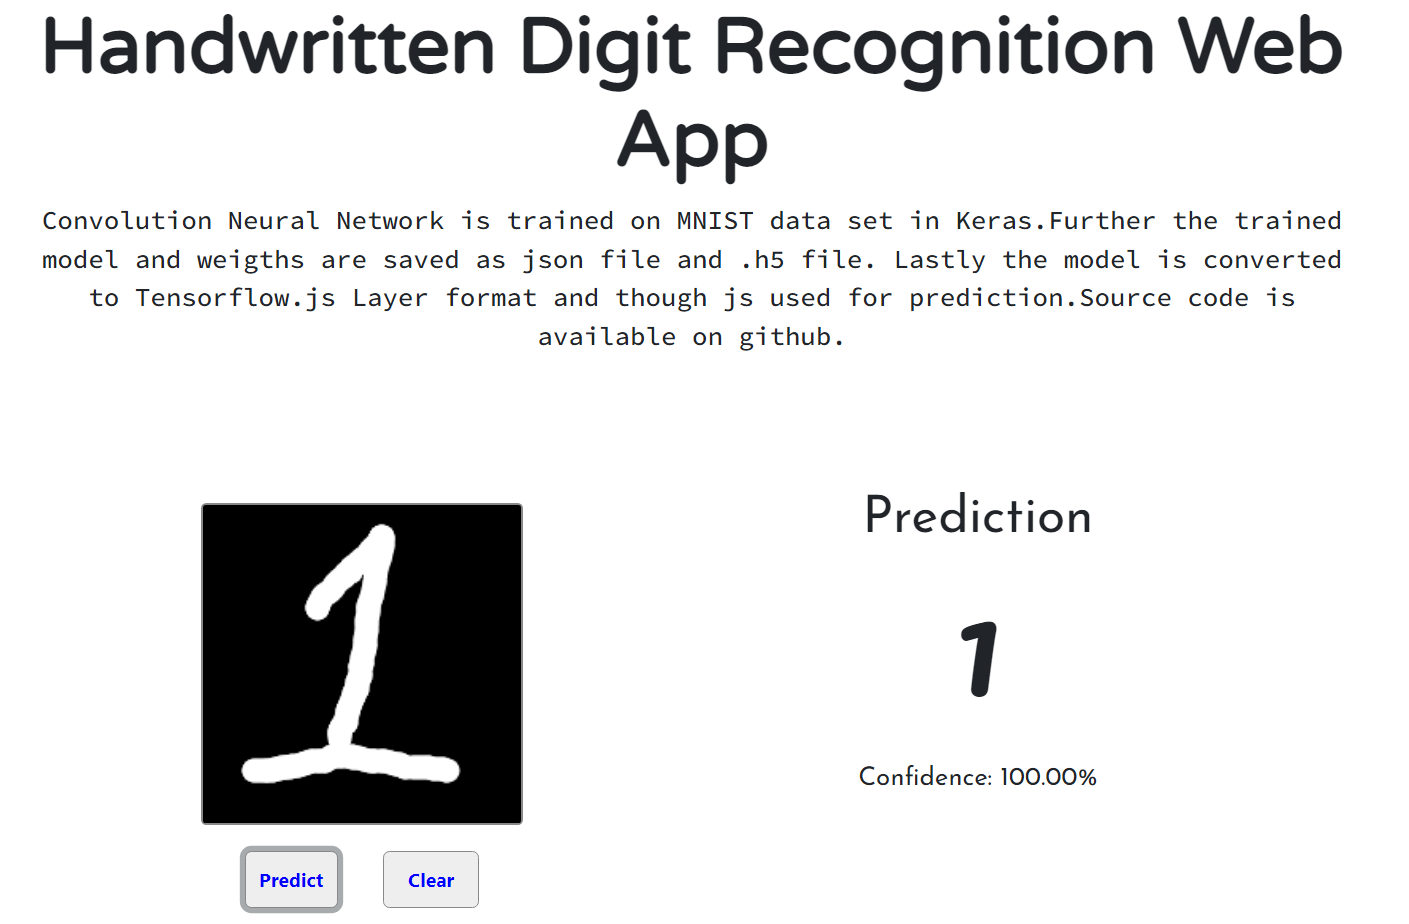 Handwritten Digit Recognition Web
App
Convolution Neural Network is trained on MNIST data set in Keras.Further the trained
model and weigths are saved as json file and .h5 file. Lastly the model is converted
to Tensorflow.js Layer format and though js used for prediction.Source code is
available on github.
1
Prediction
1
Confidence: 100.00%
Predict
Clear